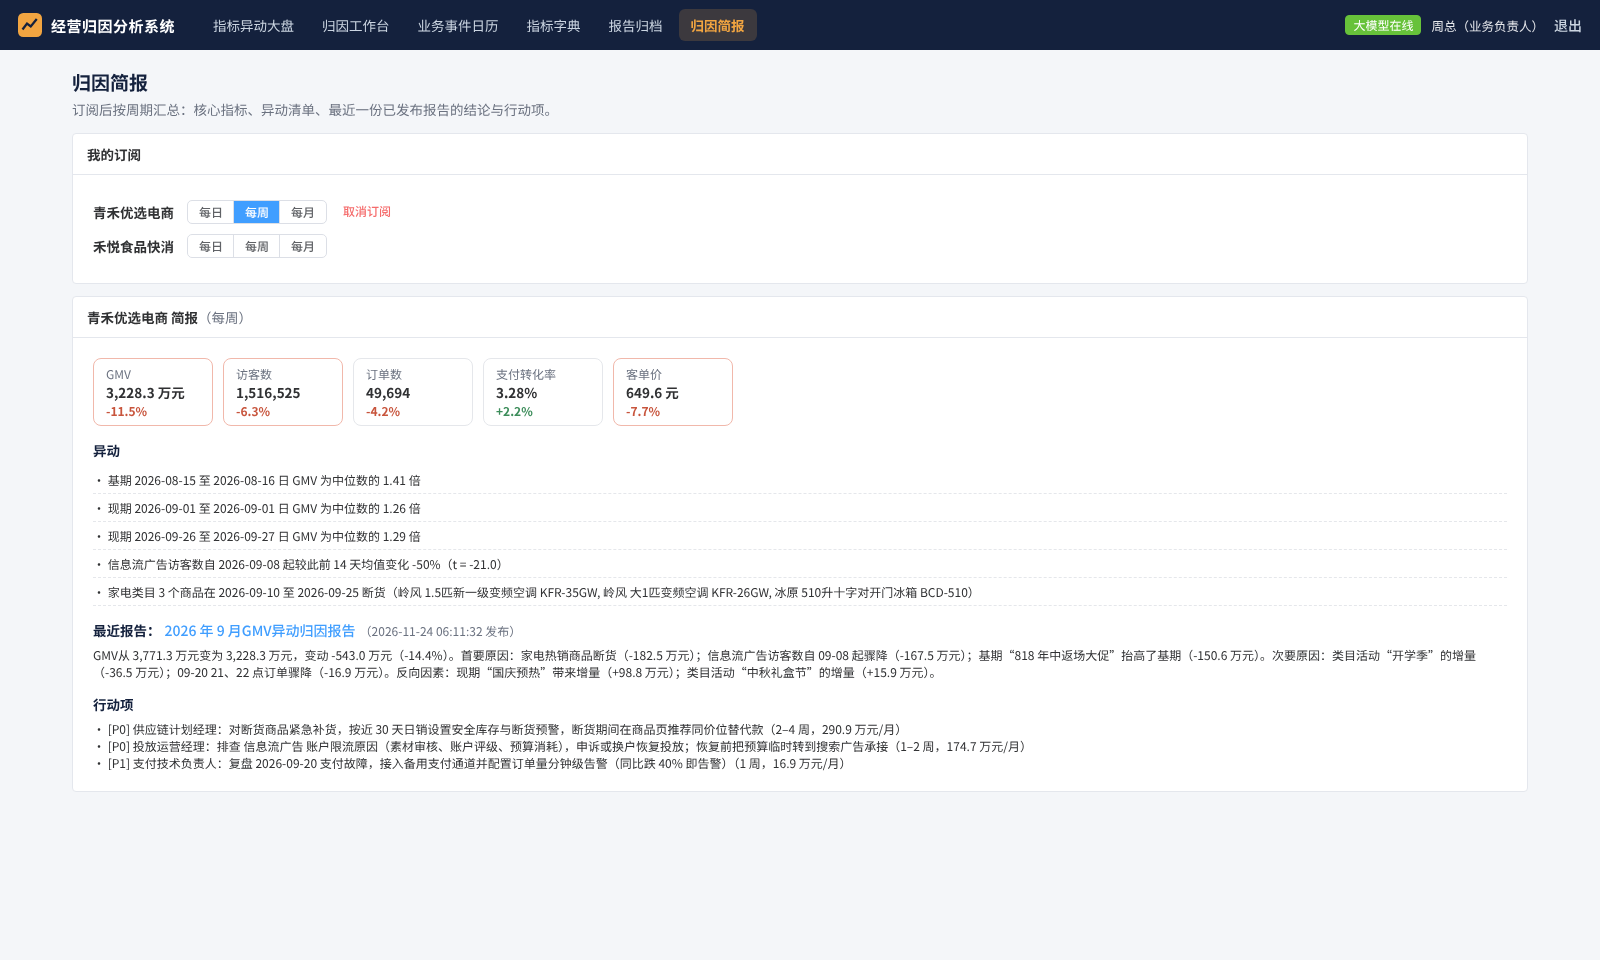 经营归因分析系统
指标异动大盘
归因工作台
业务事件日历
指标字典
报告归档
归因简报
大模型在线
周总（业务负责人）
退出
归因简报
订阅后按周期汇总：核心指标、异动清单、最近一份已发布报告的结论与行动项。
我的订阅
青禾优选电商 每日 每周 每月 取消订阅
禾悦食品快消 每日 每周 每月
青禾优选电商 简报（每周）
GMV
3,228.3 万元
-11.5%
访客数
1,516,525
-6.3%
订单数
49,694
-4.2%
支付转化率
3.28%
+2.2%
客单价
649.6 元
-7.7%
异动
• 基期 2026-08-15 至 2026-08-16 日 GMV 为中位数的 1.41 倍
• 现期 2026-09-01 至 2026-09-01 日 GMV 为中位数的 1.26 倍
• 现期 2026-09-26 至 2026-09-27 日 GMV 为中位数的 1.29 倍
• 信息流广告访客数自 2026-09-08 起较此前 14 天均值变化 -50%（t = -21.0）
• 家电类目 3 个商品在 2026-09-10 至 2026-09-25 断货（岭风 1.5匹新一级变频空调 KFR-35GW, 岭风 大1匹变频空调 KFR-26GW, 冰原 510升十字对开门冰箱 BCD-510）
最近报告： 2026 年 9 月GMV异动归因报告 （2026-11-24 06:11:32 发布）
GMV从 3,771.3 万元变为 3,228.3 万元，变动 -543.0 万元（-14.4%）。首要原因：家电热销商品断货（-182.5 万元）；信息流广告访客数自 09-08 起骤降（-167.5 万元）；基期“818 年中返场大促”抬高了基期（-150.6 万元）。次要原因：类目活动“开学季”的增量
（-36.5 万元）；09-20 21、22 点订单骤降（-16.9 万元）。反向因素：现期“国庆预热”带来增量（+98.8 万元）；类目活动“中秋礼盒节”的增量（+15.9 万元）。
行动项
• [P0] 供应链计划经理：对断货商品紧急补货，按近 30 天日销设置安全库存与断货预警，断货期间在商品页推荐同价位替代款（2–4 周，290.9 万元/月）
• [P0] 投放运营经理：排查 信息流广告 账户限流原因（素材审核、账户评级、预算消耗），申诉或换户恢复投放；恢复前把预算临时转到搜索广告承接（1–2 周，174.7 万元/月）
• [P1] 支付技术负责人：复盘 2026-09-20 支付故障，接入备用支付通道并配置订单量分钟级告警（同比跌 40% 即告警）（1 周，16.9 万元/月）